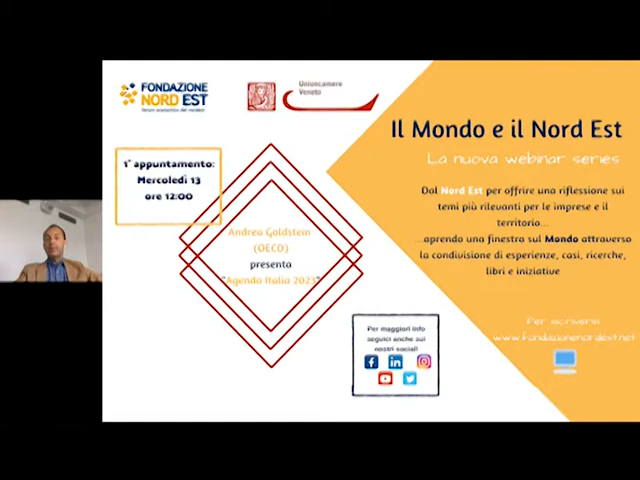 FONDAZIONE
NORD EST
Unioncamere
Veneto
1° appuntamento:
Mercoledì 13
ore 12:00
Andrea Goldstein
(OECD)
presenta
"Agenda Italia 2023"
Il Mondo e il Nord Est
La nuova webinar series
Dal Nord Est per offrire una riflessione sui
temi più rilevanti per le imprese e il
territorio...
...aprendo una finestra sul Mondo attraverso
la condivisione di esperienze, casi, ricerche,
libri e iniziative
Per maggiori info
seguici anche sui
nostri social!
Per iscriversi
www.fondazionenordest.net